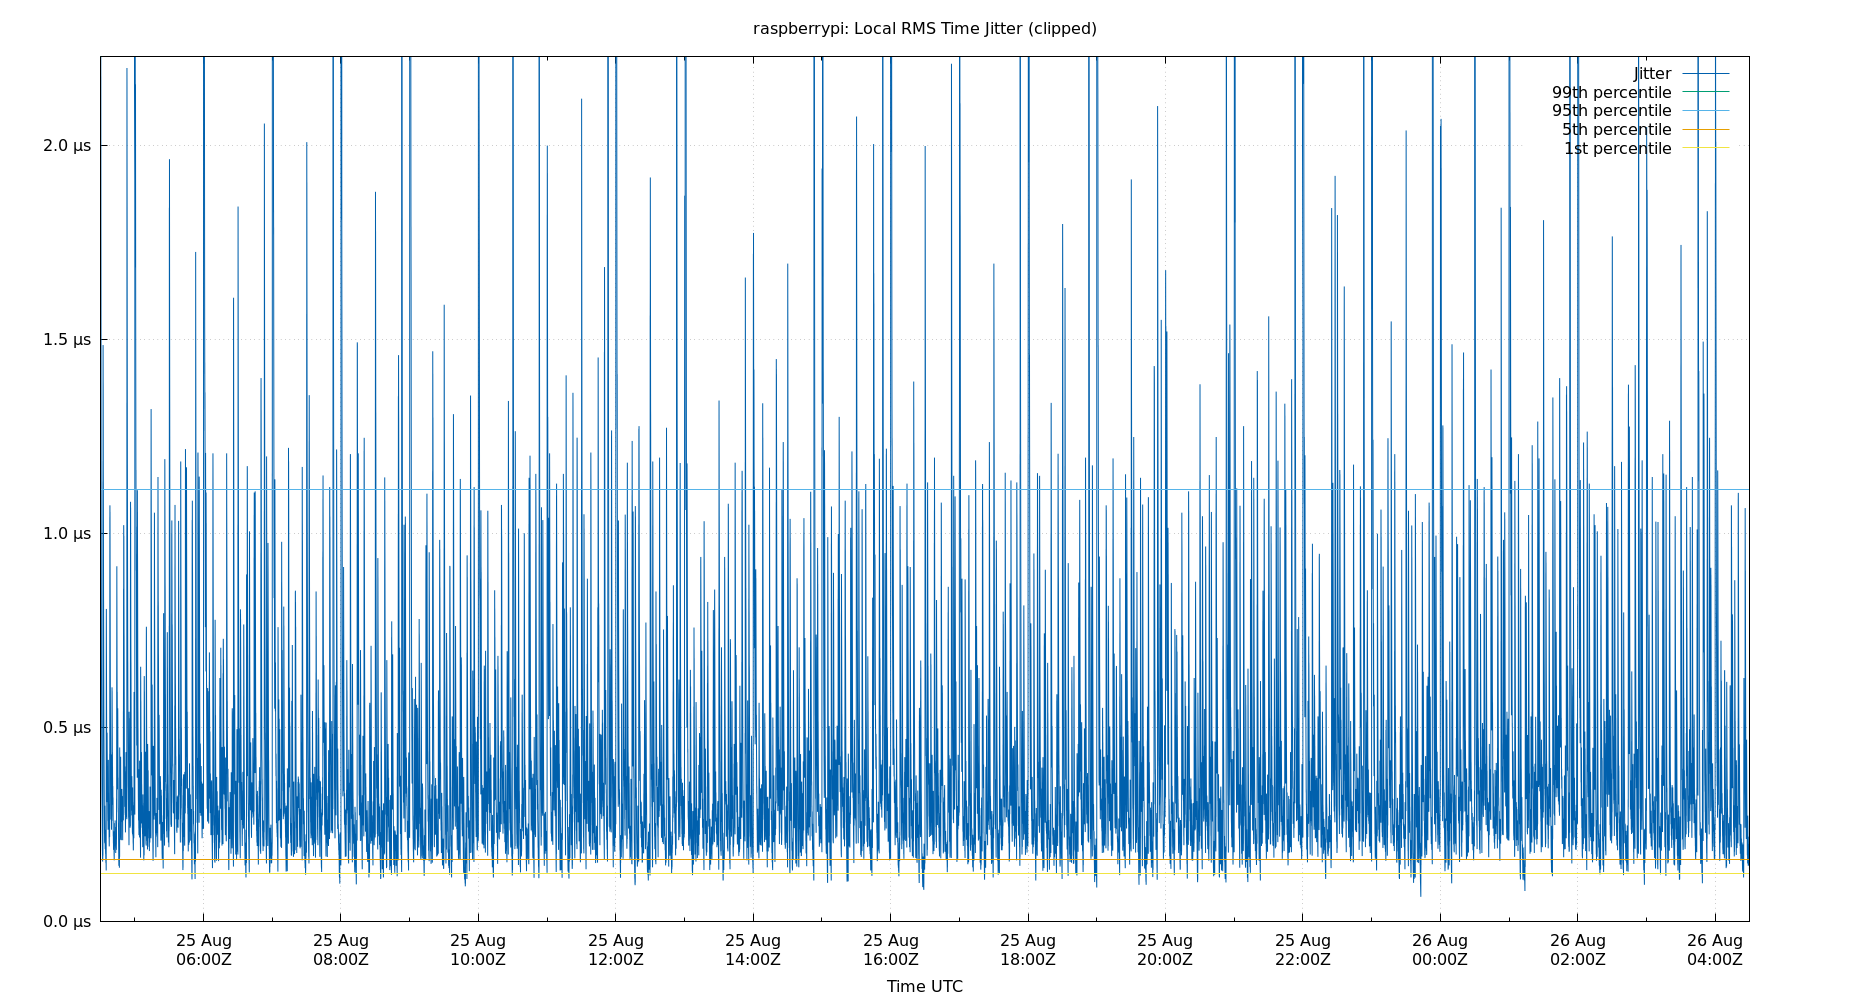 raspberrypi: Local RMS Time Jitter (clipped)
Jitter
99th percentile
95th percentile
5th percentile
1st percentile
2.0 μs
1.5 μs
1.0 μs
0.5 μs
0.0 μs
25 Aug 25 Aug 25 Aug 25 Aug 25 Aug 25 Aug 25 Aug 25 Aug 25 Aug 26 Aug 26 Aug 26 Aug
06:00Z 08:00Z 10:00Z 12:00Z 14:00Z 16:00Z 18:00Z 20:00Z 22:00Z 00:00Z 02:00Z 04:00Z
Time UTC